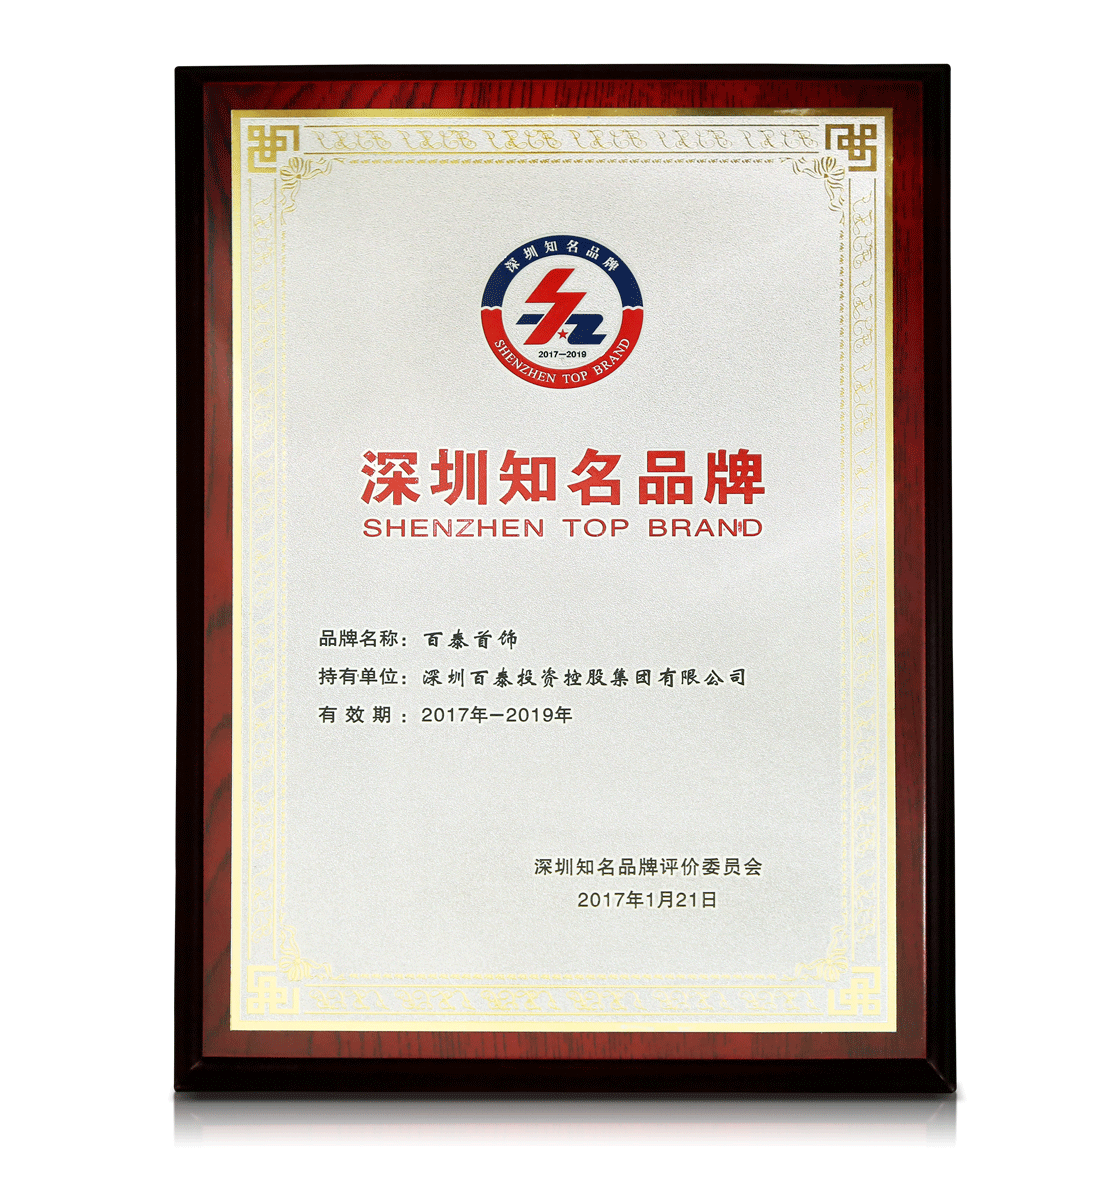 深圳知名品牌
2017—2019
SHENZHEN TOP BRAND
深圳知名品牌
SHENZHEN TOP BRAND
品牌名称：百泰首饰
持有单位：深圳百泰投资控股集团有限公司
有效期：2017年—2019年
深圳知名品牌评价委员会
2017年1月21日